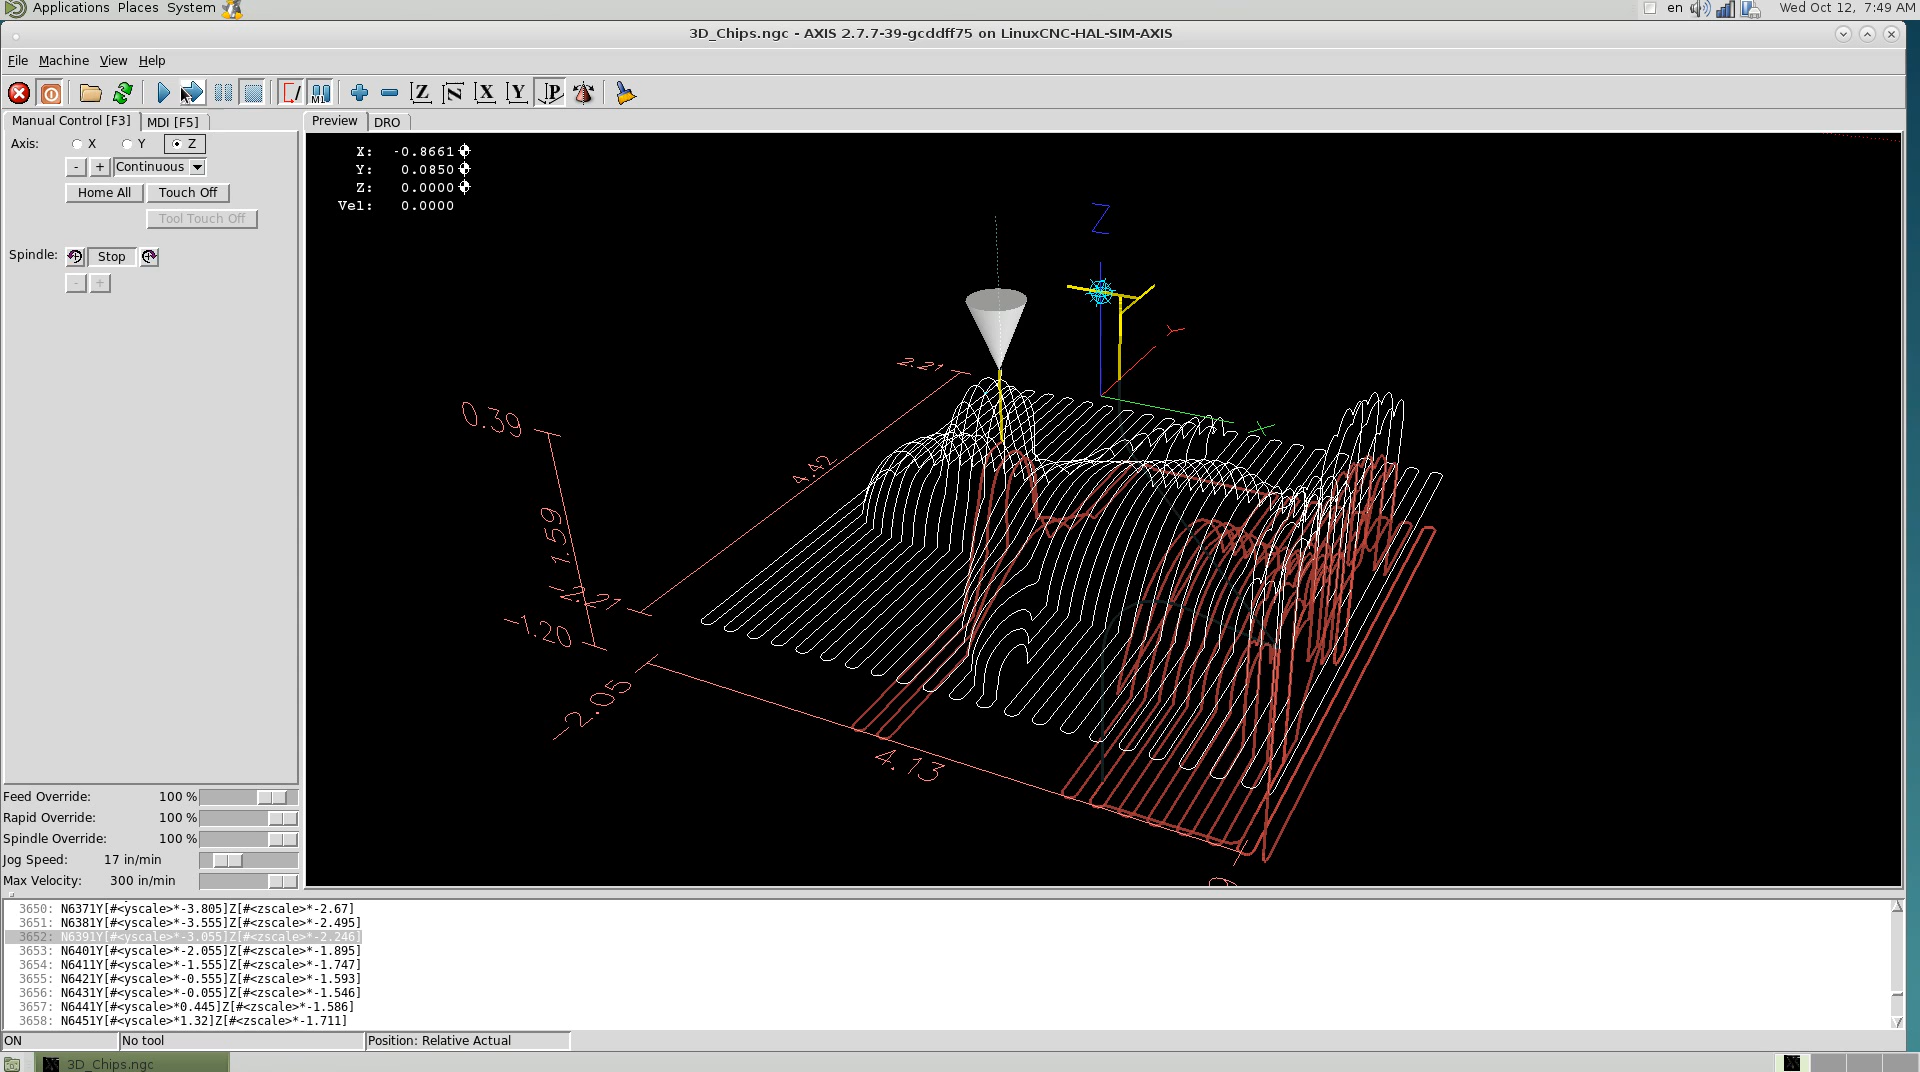 Applications Places System en Wed Oct 12, 7:49 AM
3D_Chips.ngc - AXIS 2.7.7-39-gcddff75 on LinuxCNC-HAL-SIM-AXIS
File Machine View Help
M1 Z N X Y P
Manual Control [F3] MDI [F5] Preview DRO
Axis: X Y Z
- + Continuous
Home All Touch Off
Tool Touch Off
Spindle: Stop
- +
X: -0.8661
Y: 0.0850
Z: 0.0000
Vel: 0.0000
Z
Y
X
2.21
0.39
4.42
1.59
-2.21
-1.20
-2.05
4.13
Feed Override: 100 %
Rapid Override: 100 %
Spindle Override: 100 %
Jog Speed: 17 in/min
Max Velocity: 300 in/min
3650: N6371Y[#<yscale>*-3.805]Z[#<zscale>*-2.67]
3651: N6381Y[#<yscale>*-3.555]Z[#<zscale>*-2.495]
3652: N6391Y[#<yscale>*-3.055]Z[#<zscale>*-2.246]
3653: N6401Y[#<yscale>*-2.055]Z[#<zscale>*-1.895]
3654: N6411Y[#<yscale>*-1.555]Z[#<zscale>*-1.747]
3655: N6421Y[#<yscale>*-0.555]Z[#<zscale>*-1.593]
3656: N6431Y[#<yscale>*-0.055]Z[#<zscale>*-1.546]
3657: N6441Y[#<yscale>*0.445]Z[#<zscale>*-1.586]
3658: N6451Y[#<yscale>*1.32]Z[#<zscale>*-1.711]
ON No tool Position: Relative Actual
3D_Chips.ngc